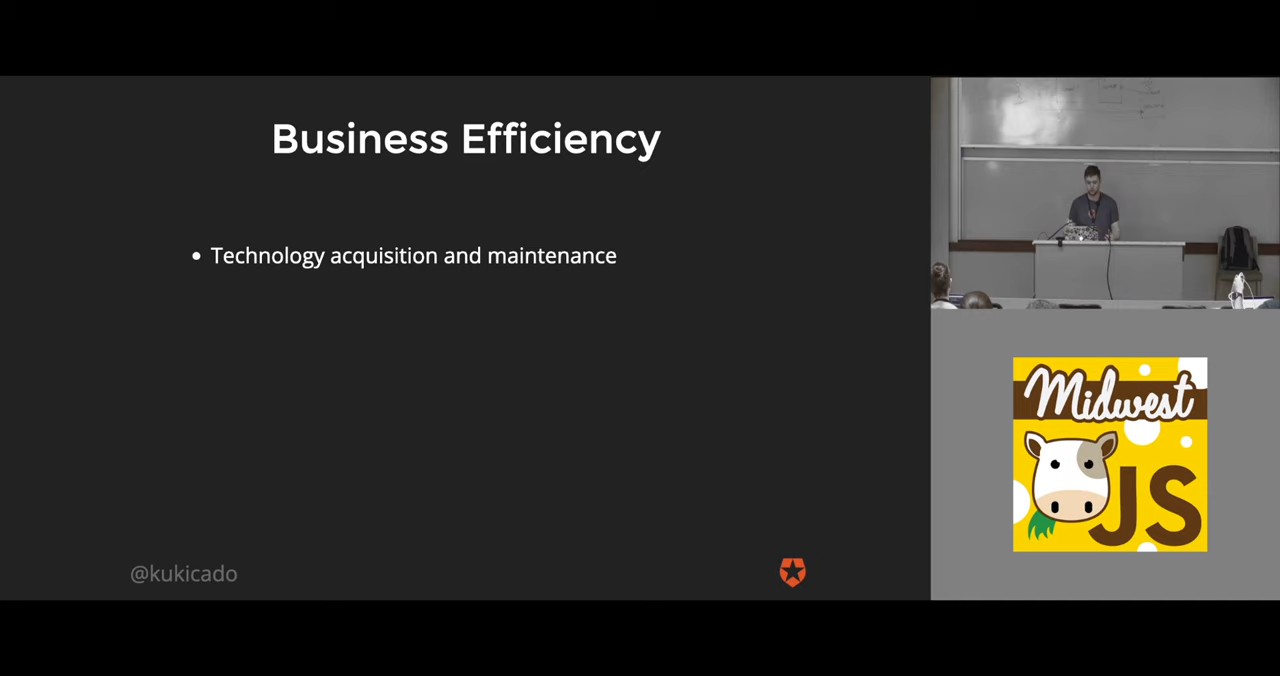 Business Efficiency
• Technology acquisition and maintenance
@kukicado
Midwest
JS